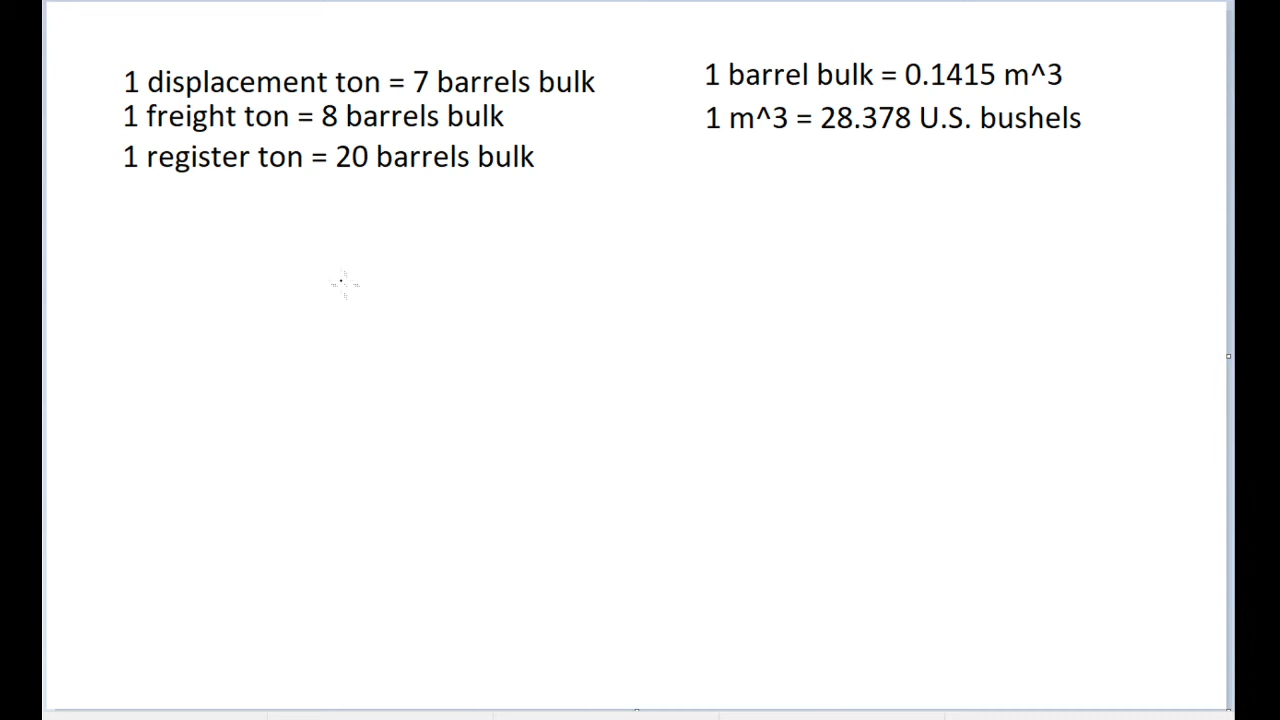 1 displacement ton = 7 barrels bulk
1 freight ton = 8 barrels bulk
1 register ton = 20 barrels bulk
1 barrel bulk = 0.1415 m^3
1 m^3 = 28.378 U.S. bushels